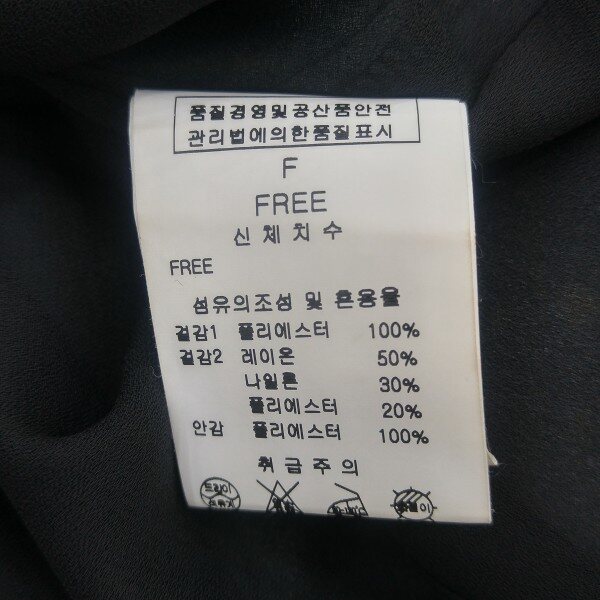 품질경영및공산품안전
관리법에의한품질표시
F
FREE
신체치수
FREE
섬유의조성 및 혼용율
겉감1 폴리에스터 100%
겉감2 레이온 50%
나일론 30%
폴리에스터 20%
안감 폴리에스터 100%
취급주의
드라이